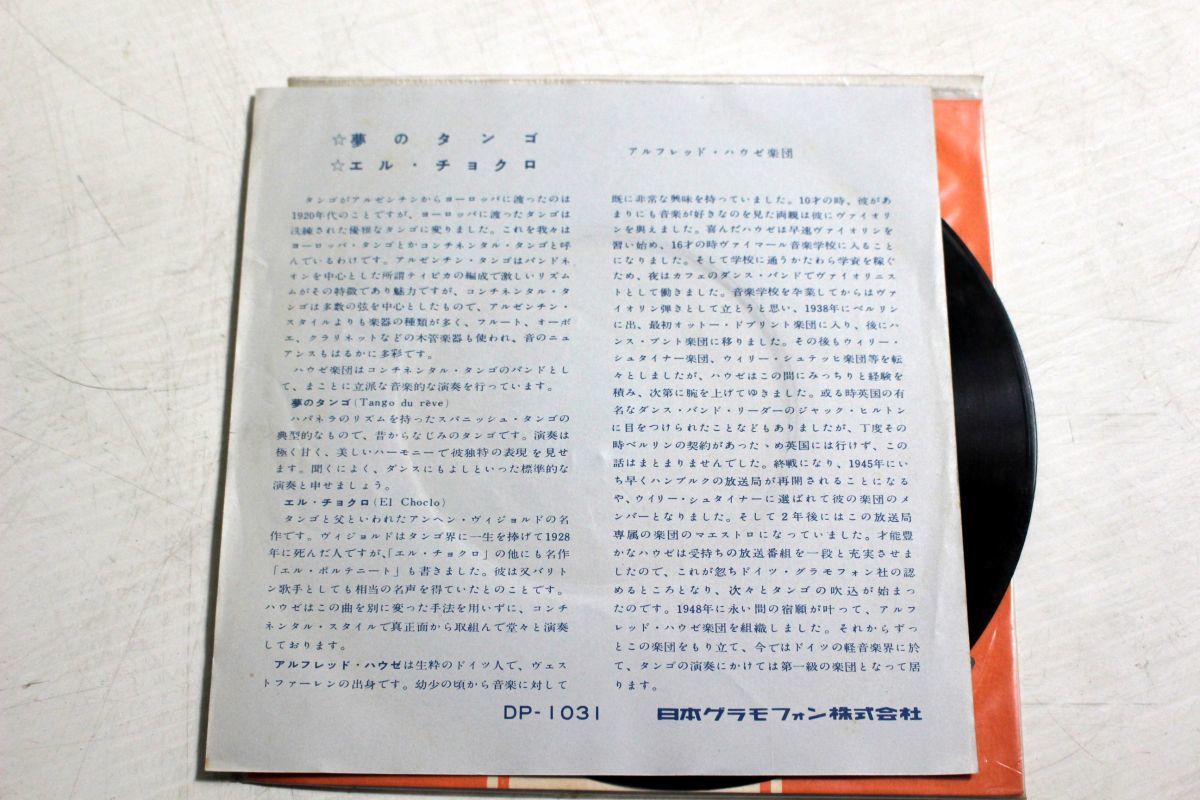 ☆夢のタンゴ
☆エル・チョクロ
アルフレッド・ハウゼ楽団
タンゴがアルゼンチンからヨーロッパに渡ったのは
1920年代のことですが、ヨーロッパに渡ったタンゴは
洗練された優雅なタンゴに変りました。これを我々は
ヨーロッパ・タンゴとかコンチネンタル・タンゴと呼
んでいるわけです。アルゼンチン・タンゴはバンドネ
オンを中心とした所謂ティピカの編成で激しいリズ
ムがその特徴であり魅力ですが、コンチネンタル・タ
ンゴは多数の弦を中心としたもので、アルゼンチン・
スタイルよりも楽器の種類が多く、フルート、オーボ
エ、クラリネットなどの木管楽器も使われ、音のニュ
アンスもはるかに多彩です。
ハウゼ楽団はコンチネンタル・タンゴのバンドとし
て、まことに立派な音楽的な演奏を行っています。
夢のタンゴ(Tango du rêve)
ハバネラのリズムを持ったスパニッシュ・タンゴの
典型的なもので、昔からなじみのタンゴです。演奏は
極く甘く、美しいハーモニーで彼独特の表現を見せ
ます。聞くによく、ダンスにもよしといった標準的な
演奏と申せましょう。
エル・チョクロ(El Choclo)
タンゴと父といわれたアンヘン・ヴィジョルドの名
作です。ヴィジョルドはタンゴ界に一生を捧げて1928
年に死んだ人ですが、「エル・チョクロ」の他にも名作
「エル・ポルテニート」も書きました。彼は又バリト
ン歌手としても相当の名声を得ていたとのことです。
ハウゼはこの曲を別に変った手法を用いずに、コンチ
ネンタル・スタイルで真正面から取組んで堂々と演奏
しております。
アルフレッド・ハウゼは生粋のドイツ人で、ヴェス
トファーレンの出身です。幼少の頃から音楽に対して
既に非常な興味を持っていました。10才の時、彼があ
まりにも音楽が好きなのを見た両親は彼にヴァイオリ
ンを與えました。喜んだハウゼは早速ヴァイオリンを
習い始め、16才の時ヴァイマール音楽学校に入ること
になりました。そして学校に通うかたわら学資を稼ぐ
ため、夜はカフェのダンス・バンドでヴァイオリニス
トとして働きました。音楽学校を卒業してからはヴァ
イオリン弾きとして立とうと思い、1938年にベルリン
に出、最初オットー・ドブリント楽団に入り、後にハ
ンス・ブント楽団に移りました。その後もウィリー・
シュタイナー楽団、ウィリー・シュテッヒ楽団等を転
々としましたが、ハウゼはこの間にみっちりと経験を
積み、次第に腕を上げてゆきました。或る時英国の有
名なダンス・バンド・リーダーのジャック・ヒルトン
に目をつけられたことなどもありましたが、丁度その
時ベルリンの契約があったゝめ英国には行けず、この
話はまとまりませんでした。終戦になり、1945年にい
ち早くハンブルクの放送局が再開されることになる
や、ウイリー・シュタイナーに選ばれて彼の楽団のメ
ンバーとなりました。そして2年後にはこの放送局
専属の楽団のマエストロになっていました。才能豊
かなハウゼは受持ちの放送番組を一段と充実させま
したので、これが忽ちドイツ・グラモフォン社の認
めるところとなり、次々とタンゴの吹込が始まっ
たのです。1948年に永い間の宿願が叶って、アルフ
レッド・ハウゼ楽団を組織しました。それからずっ
とこの楽団をもり立て、今ではドイツの軽音楽界に於
て、タンゴの演奏にかけては第一級の楽団となって居
ります。
DP-1031 日本グラモフォン株式会社